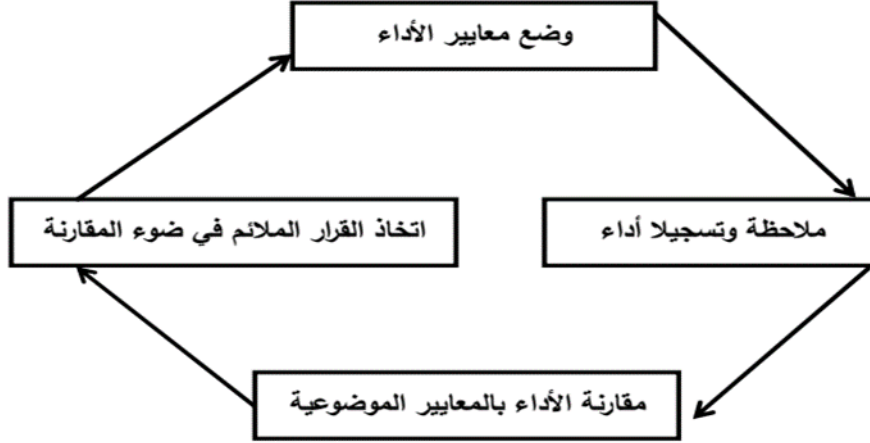 وضع معايير الأداء
ملاحظة وتسجيلا أداء
اتخاذ القرار الملائم في ضوء المقارنة
مقارنة الأداء بالمعايير الموضوعية